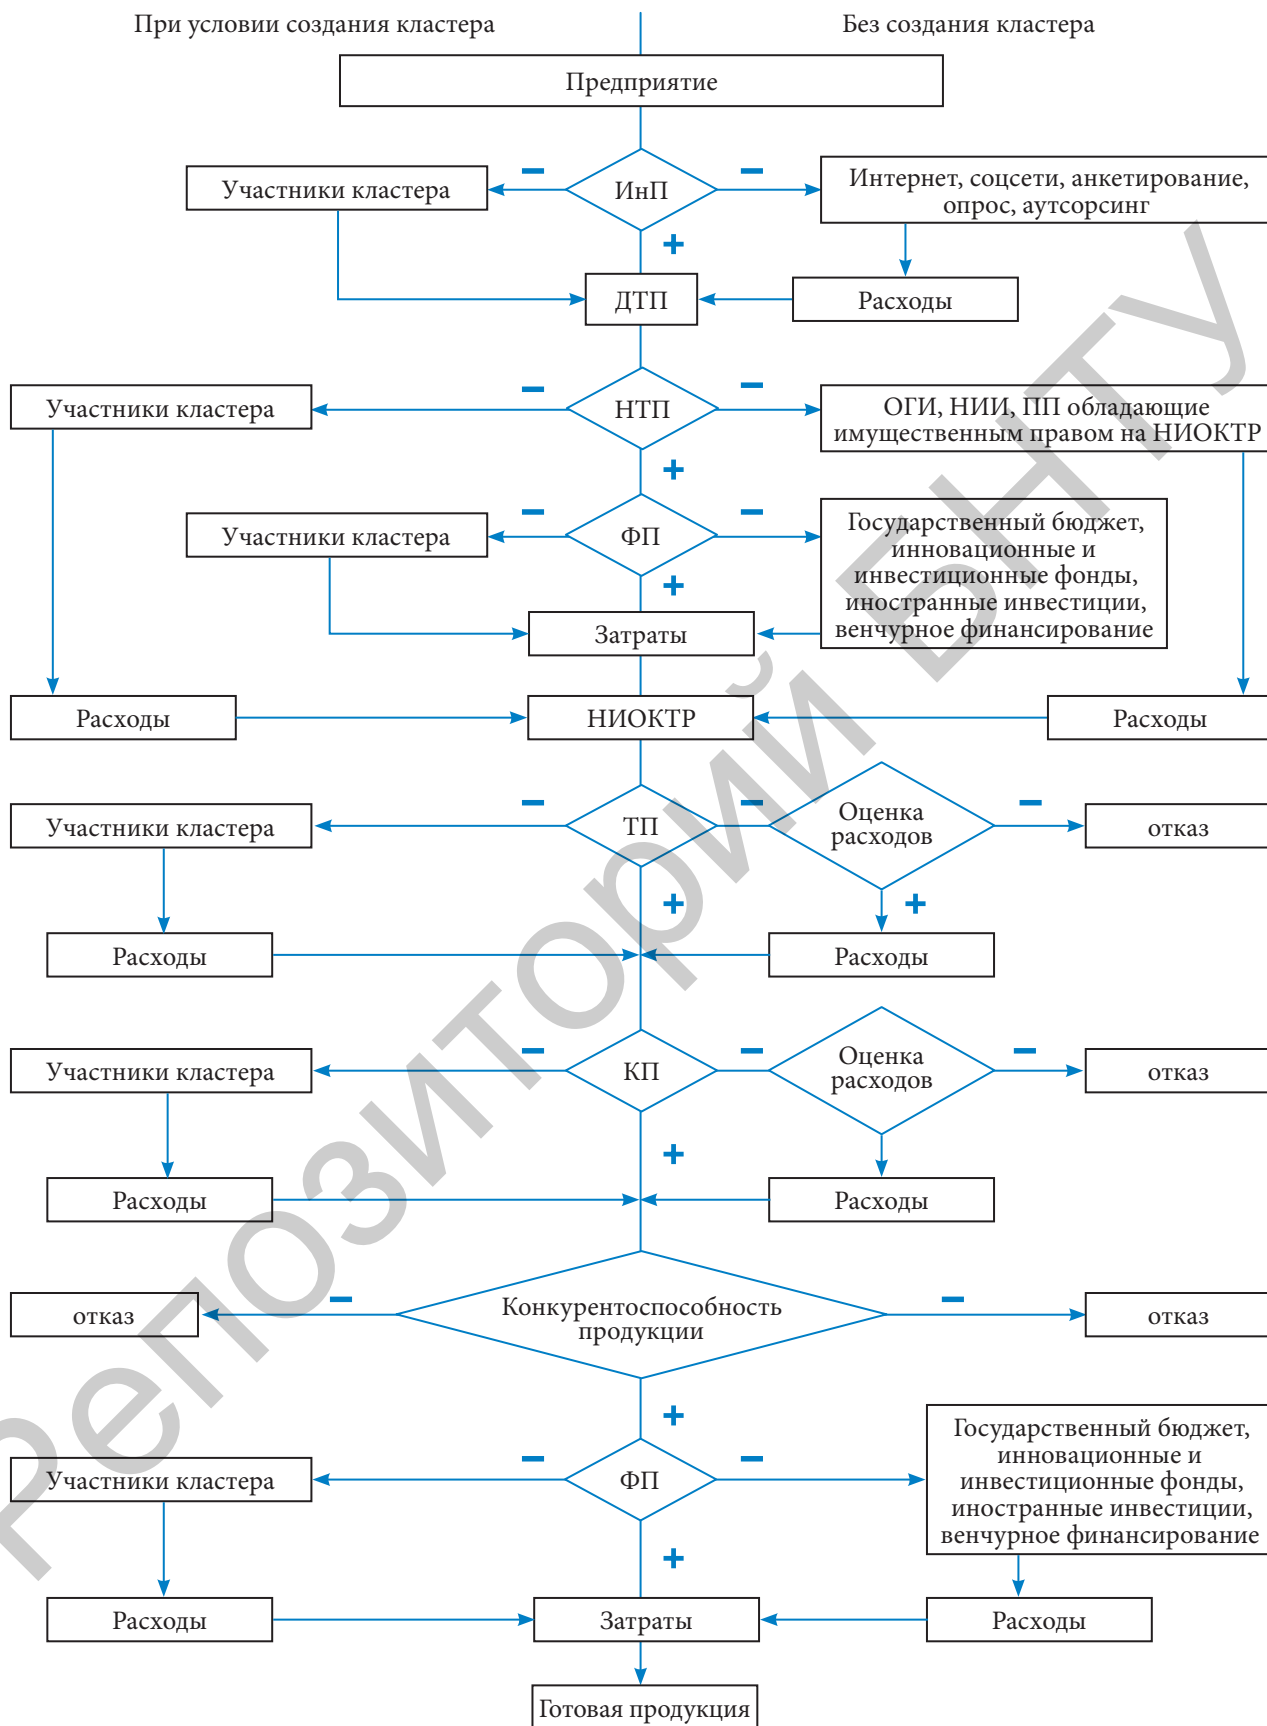 При условии создания кластера
Без создания кластера
Предприятие
−
−
Участники кластера
ИнП
Интернет, соцсети, анкетирование,
опрос, аутсорсинг
+
ДТП
Расходы
−
−
Участники кластера
НТП
ОГИ, НИИ, ПП обладающие
имущественным правом на НИОКТР
+
−
−
Участники кластера
ФП
Государственный бюджет,
инновационные и
инвестиционные фонды,
иностранные инвестиции,
венчурное финансирование
+
Затраты
Расходы
НИОКТР
Расходы
−
−
−
Участники кластера
ТП
Оценка
расходов
отказ
+
+
Расходы
Расходы
−
−
−
Участники кластера
КП
Оценка
расходов
отказ
+
Расходы
Расходы
−
−
отказ
Конкурентоспособность
продукции
отказ
+
−
−
Участники кластера
ФП
Государственный бюджет,
инновационные и
инвестиционные фонды,
иностранные инвестиции,
венчурное финансирование
+
Расходы
Затраты
Расходы
Готовая продукция
Репозиторий БНТУ